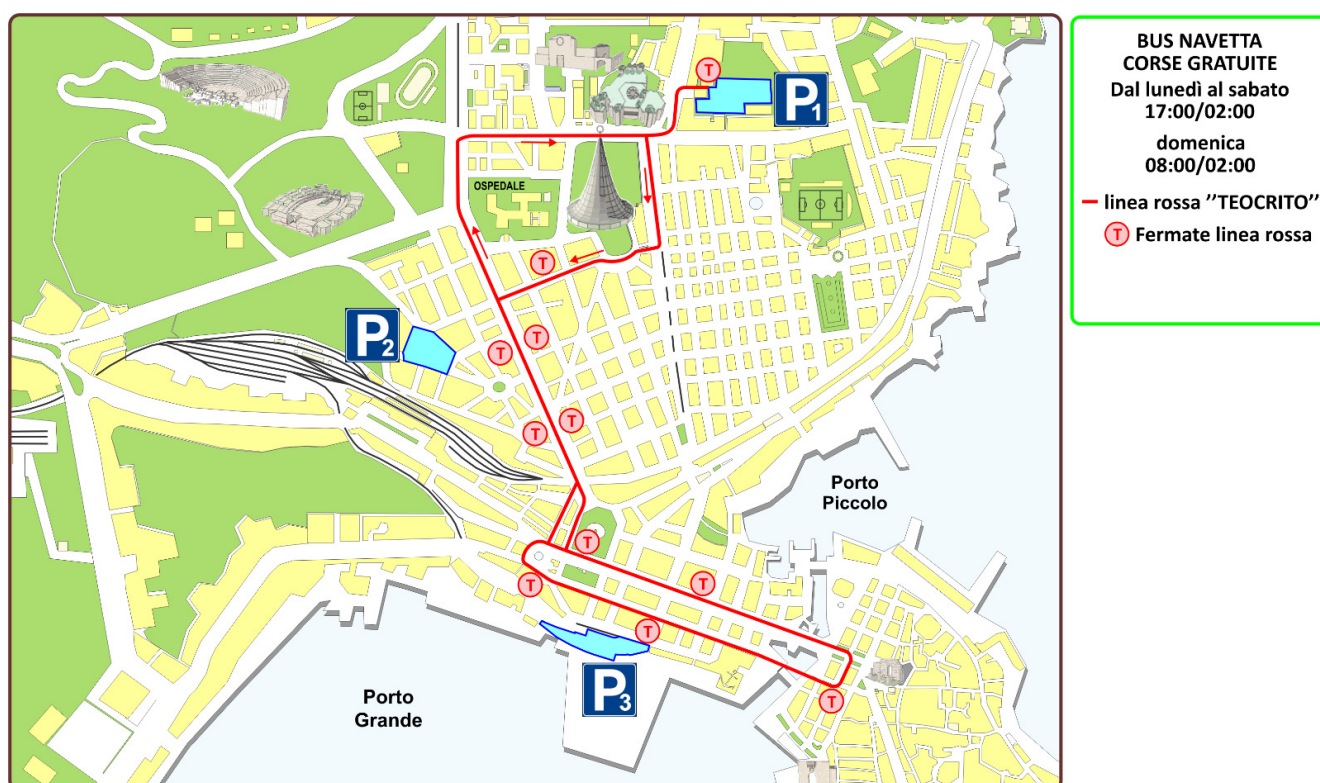 BUS NAVETTA
CORSE GRATUITE
Dal lunedì al sabato
17:00/02:00
domenica
08:00/02:00
linea rossa ’’TEOCRITO’’
T Fermate linea rossa
T
P1
OSPEDALE
T
P2
T
T
T
T
Porto
Piccolo
T
T
T
T
P3
Porto
Grande
T